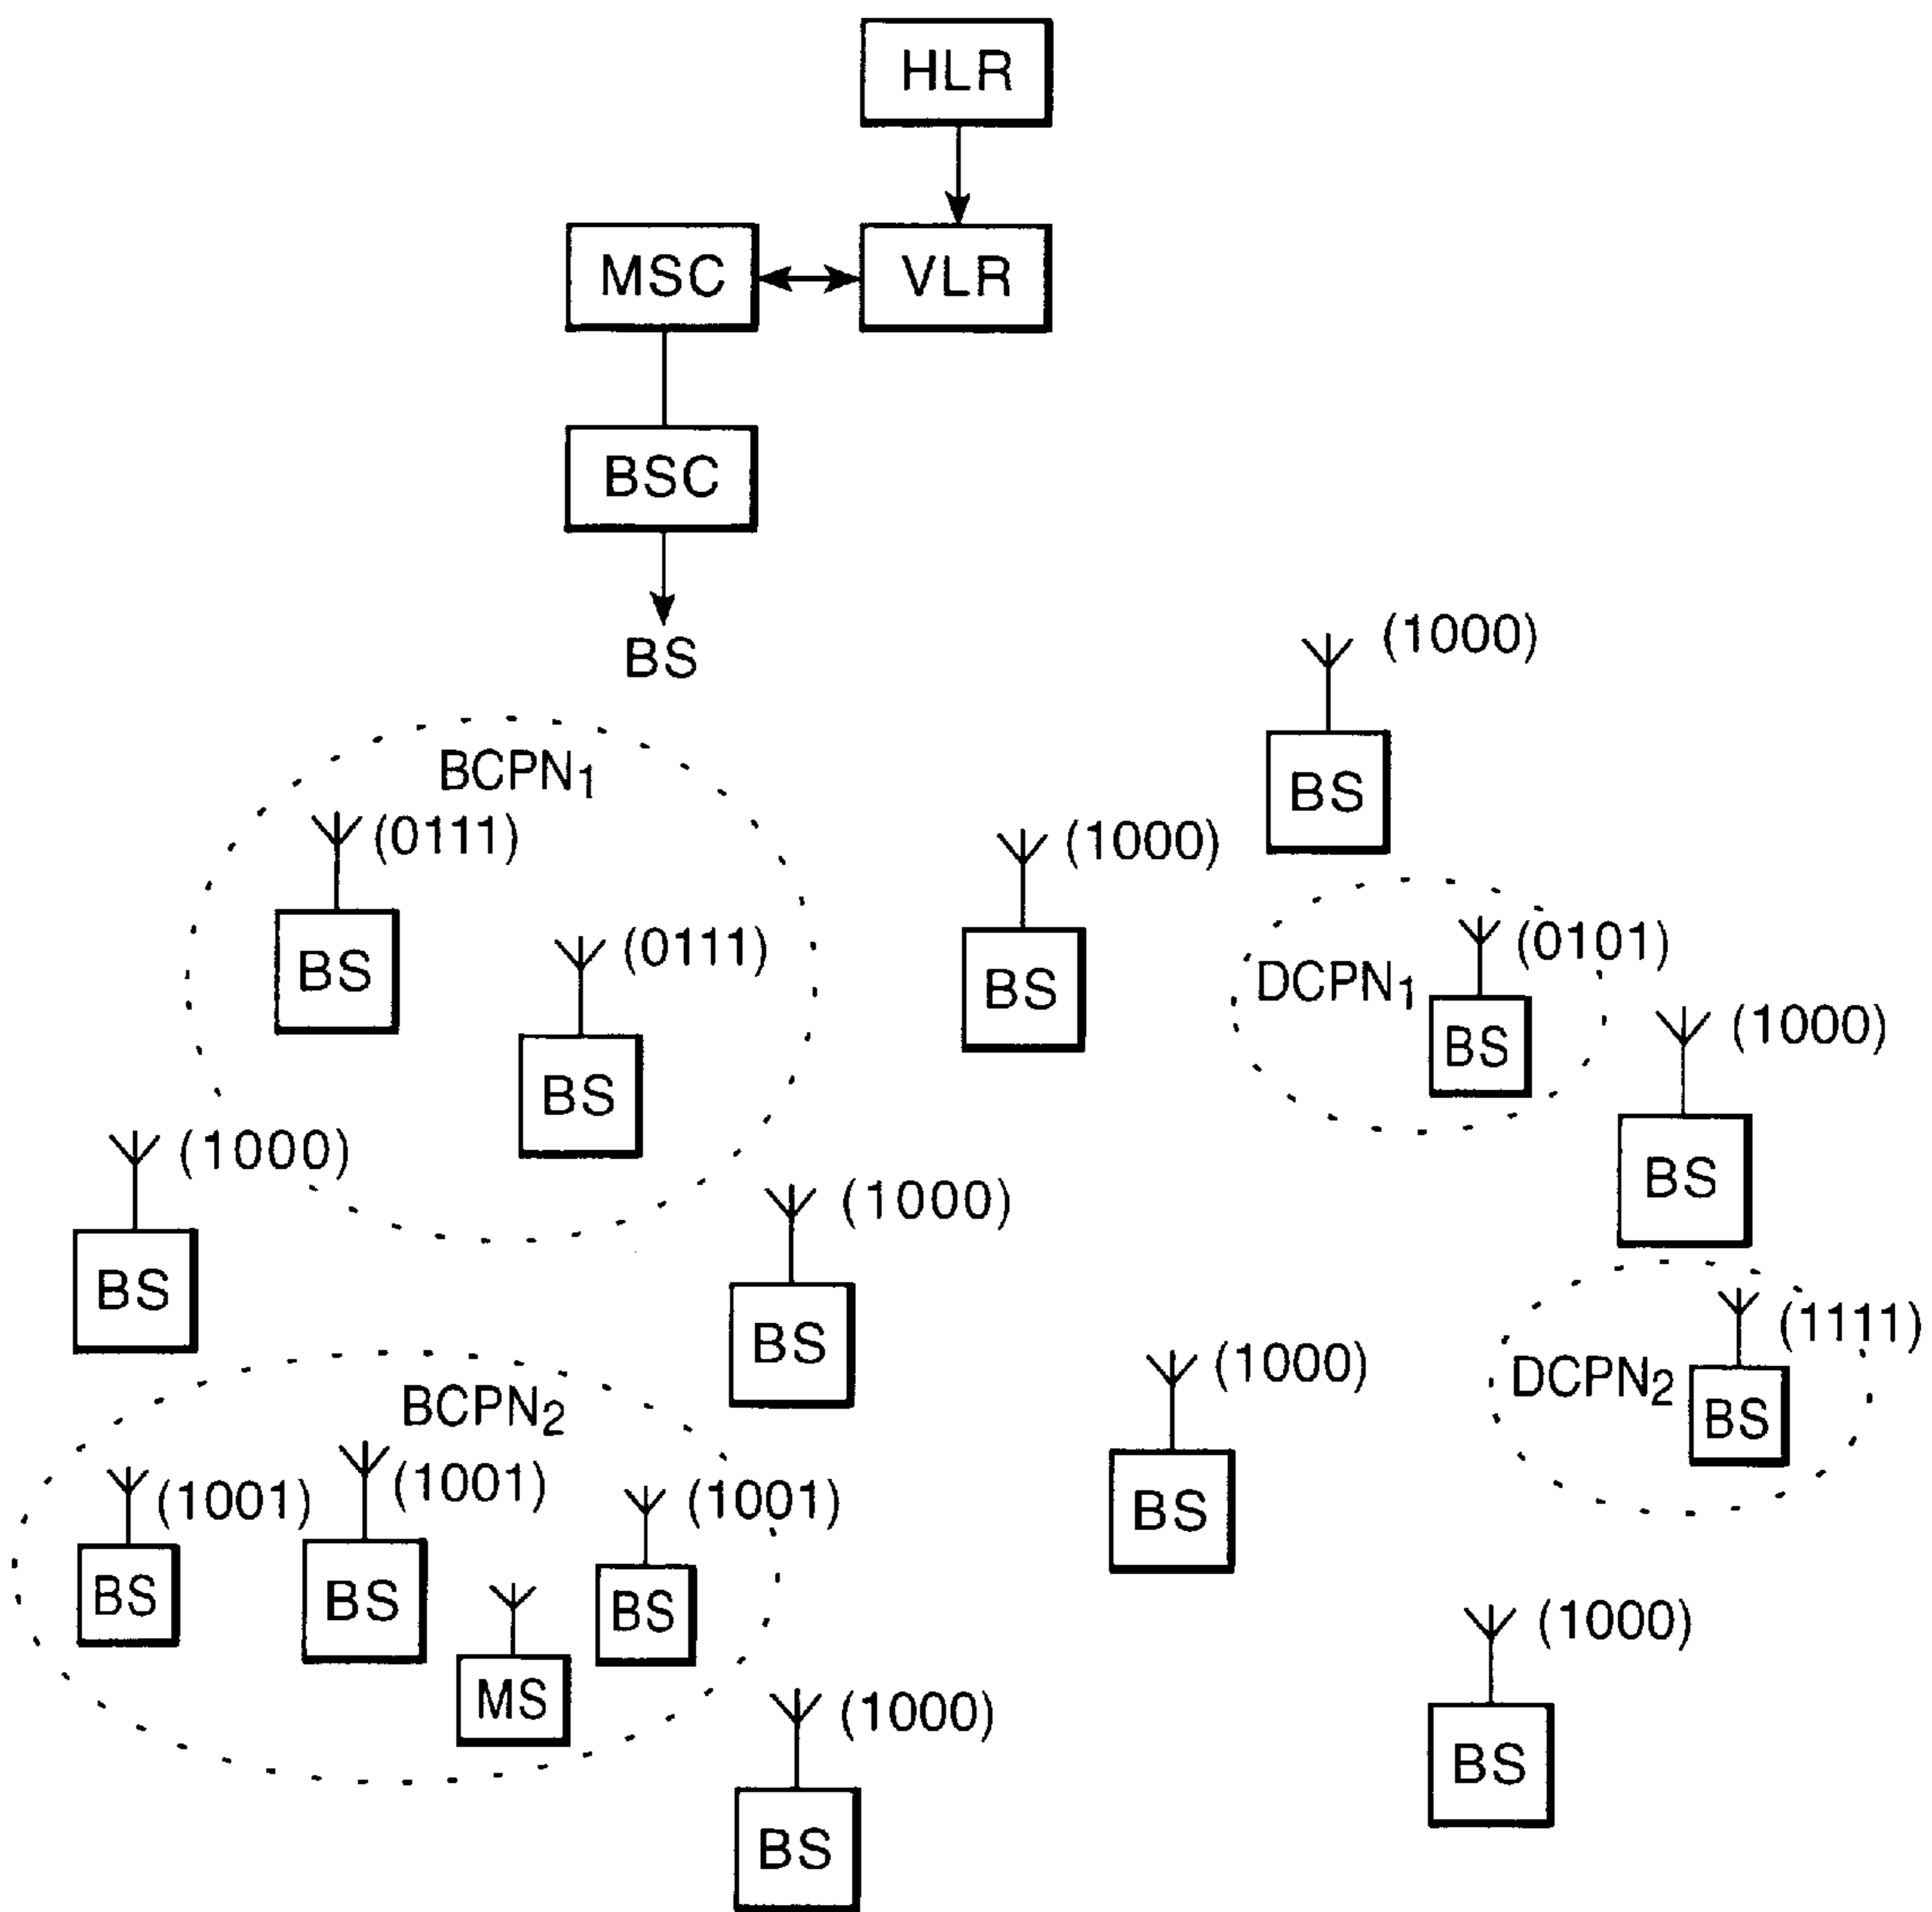 HLR
MSC
VLR
BSC
BS
(1000)
BS
BCPN1
(0111)
BS
(0111)
BS
(1000)
BS
DCPN1
(0101)
BS
(1000)
BS
(1000)
BS
(1000)
BS
DCPN2
(1111)
BS
(1000)
BS
BCPN2
(1001)
BS
(1001)
BS
(1001)
BS
MS
(1000)
BS
(1000)
BS